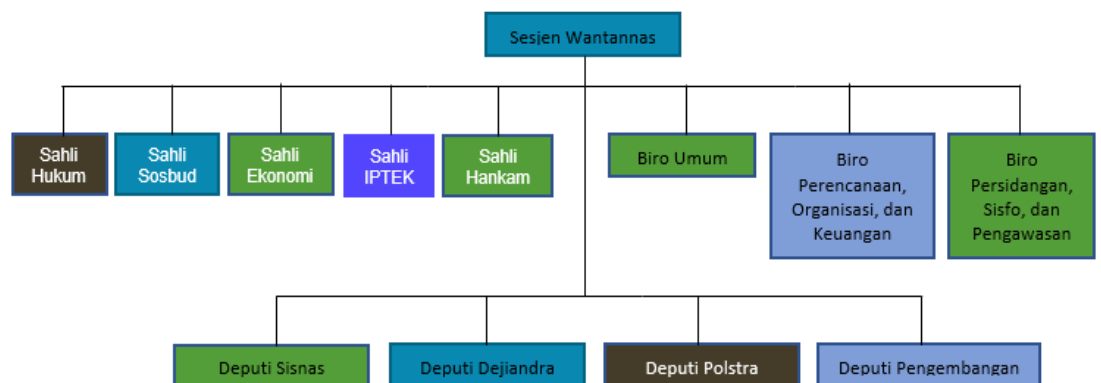 Sesjen Wantannas
Sahli
Hukum
Sahli
Sosbud
Sahli
Ekonomi
Sahli
IPTEK
Sahli
Hankam
Biro Umum
Biro
Perencanaan,
Organisasi, dan
Keuangan
Biro
Persidangan,
Sisfo, dan
Pengawasan
Deputi Sisnas
Deputi Dejiandra
Deputi Polstra
Deputi Pengembangan